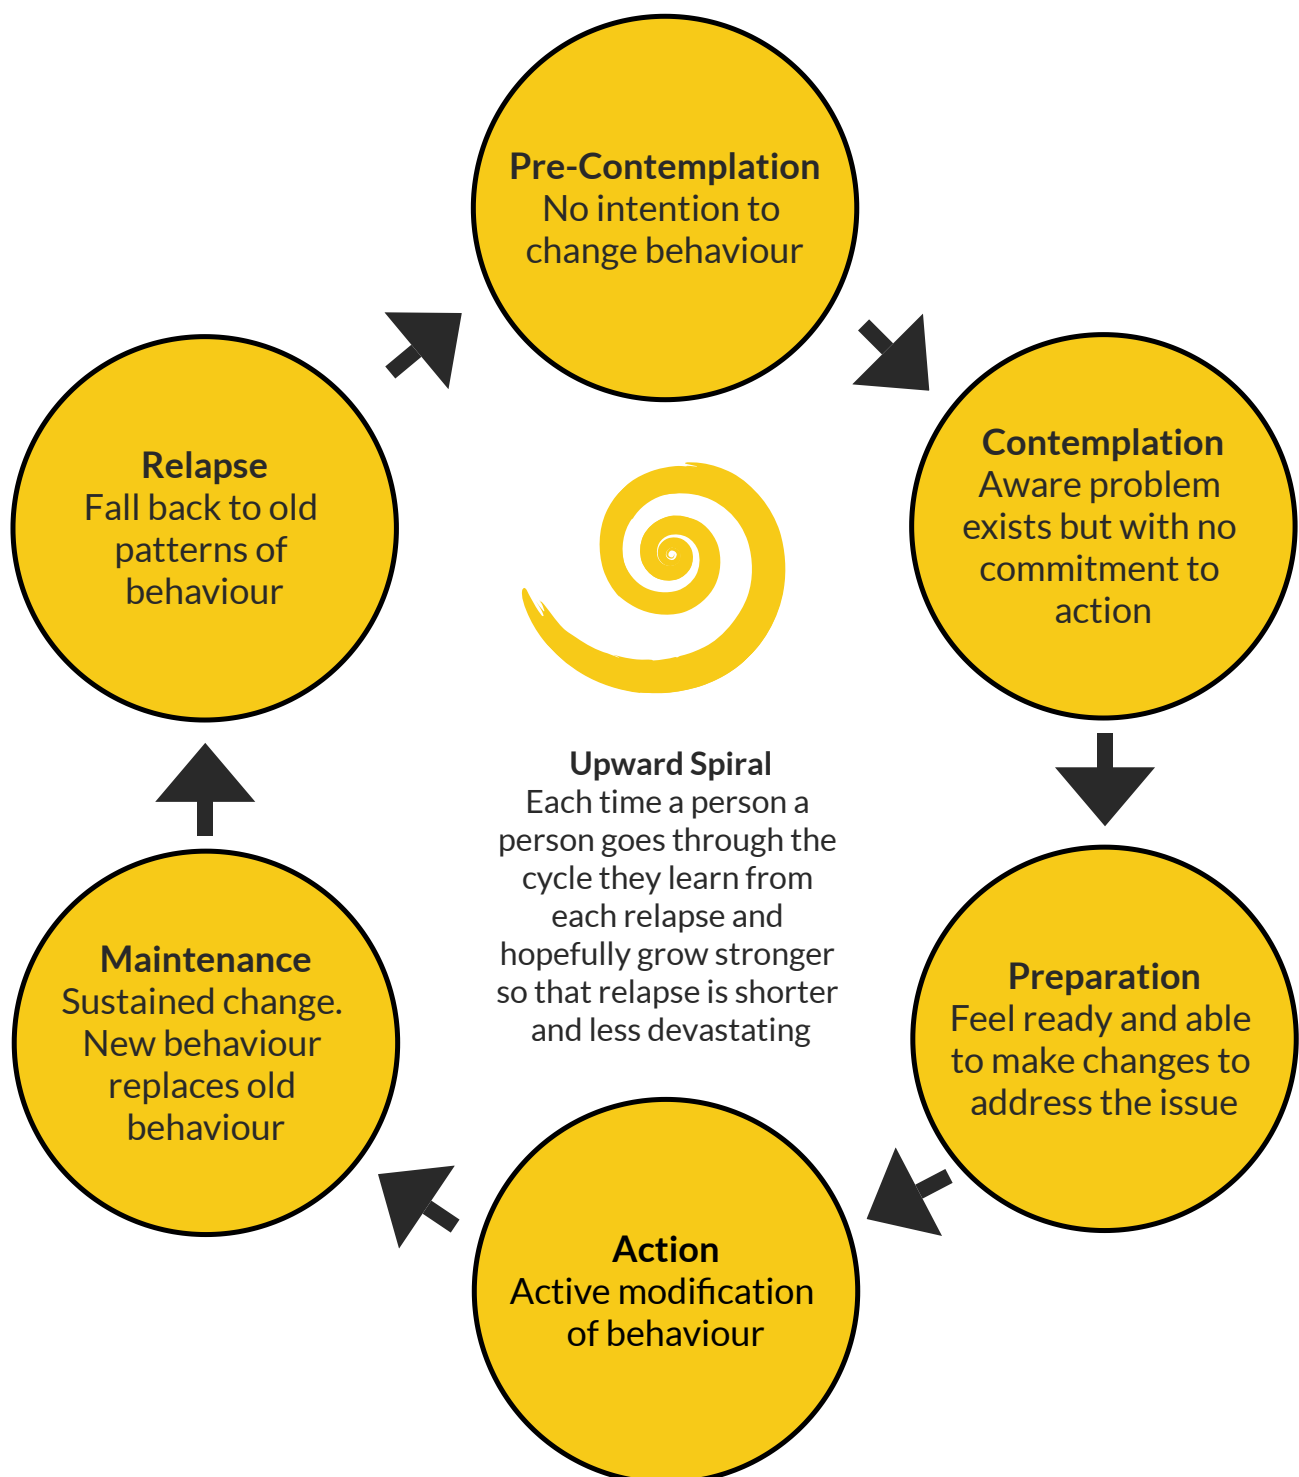 Pre-Contemplation
No intention to
change behaviour
Contemplation
Aware problem
exists but with no
commitment to
action
Preparation
Feel ready and able
to make changes to
address the issue
Action
Active modification
of behaviour
Maintenance
Sustained change.
New behaviour
replaces old
behaviour
Relapse
Fall back to old
patterns of
behaviour
Upward Spiral
Each time a person a
person goes through the
cycle they learn from
each relapse and
hopefully grow stronger
so that relapse is shorter
and less devastating